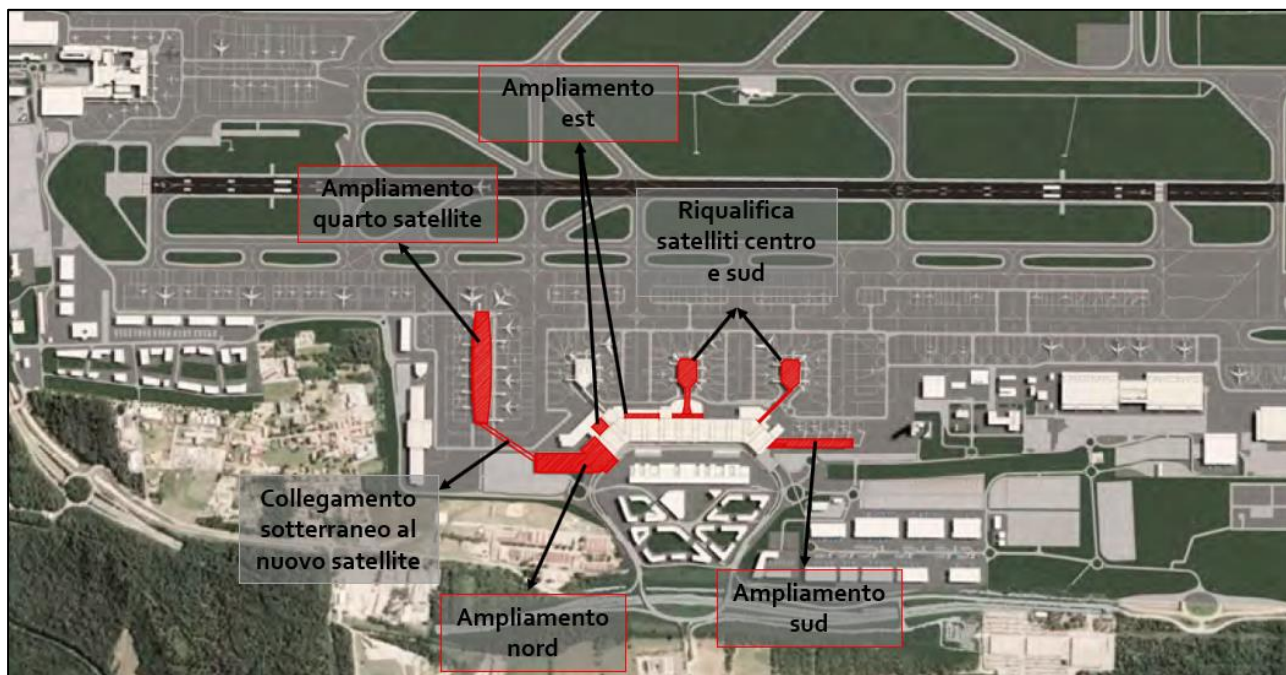 Ampliamento
est
Ampliamento
quarto satellite
Riqualifica
satelliti centro
e sud
Collegamento
sotterraneo al
nuovo satellite
Ampliamento
nord
Ampliamento
sud